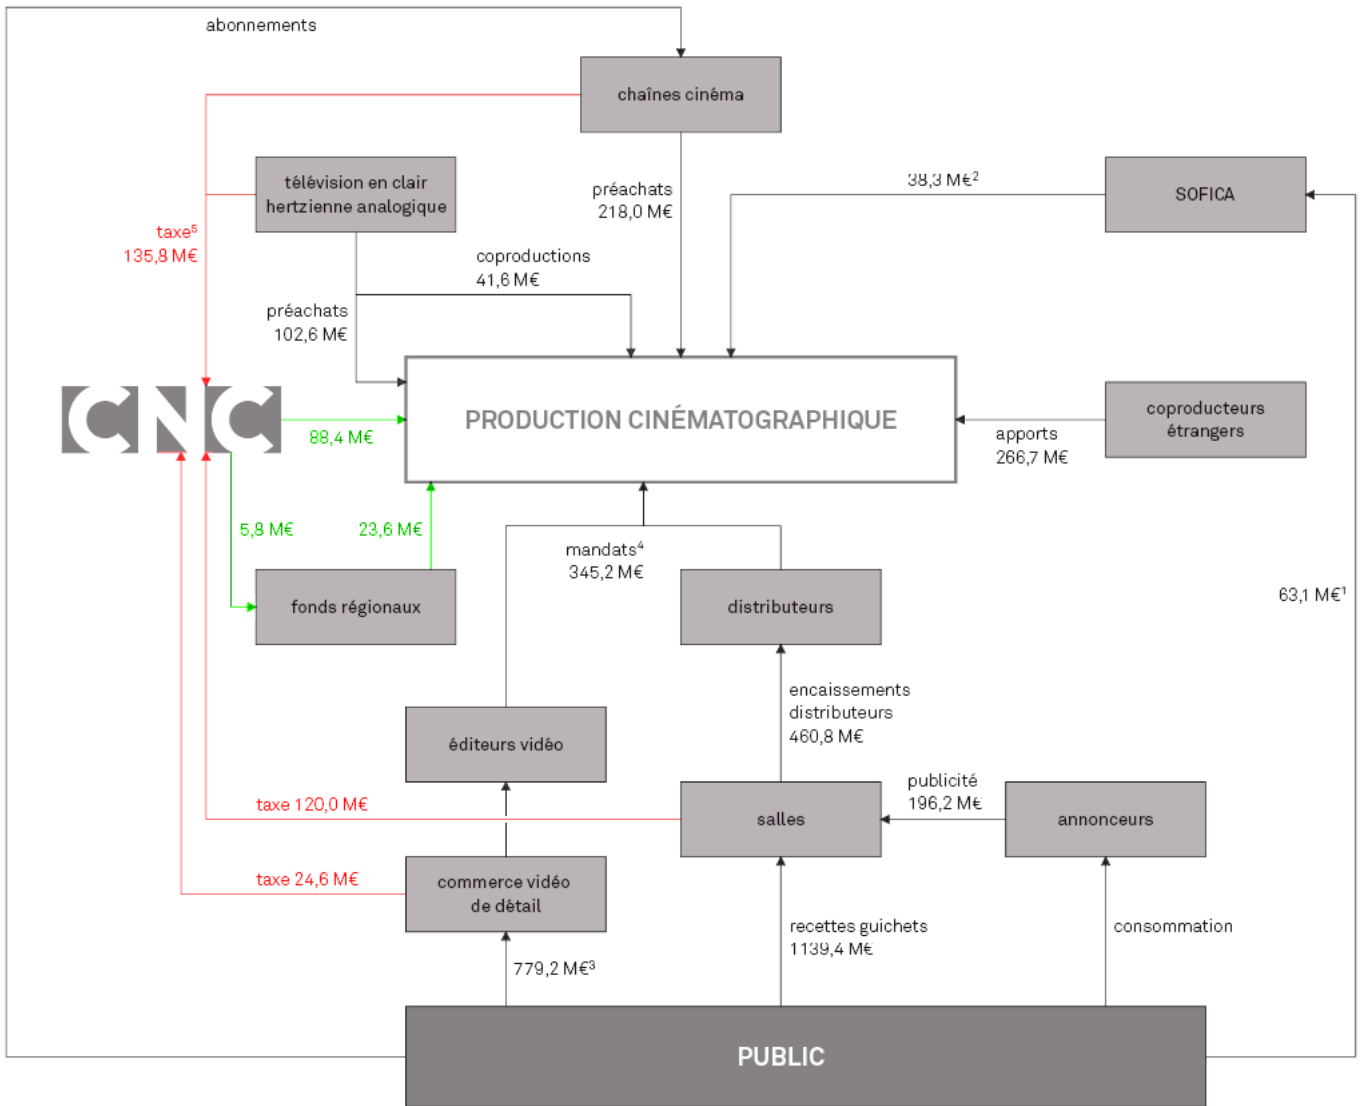 abonnements
chaînes cinéma
télévision en clair
hertzienne analogique
préachats
218,0 M€
38,3 M€²
SOFICA
taxe⁵
135,8 M€
coproductions
41,6 M€
préachats
102,6 M€
CNC
88,4 M€
PRODUCTION CINÉMATOGRAPHIQUE
apports
266,7 M€
coproducteurs
étrangers
5,8 M€
23,6 M€
mandats⁴
345,2 M€
fonds régionaux
distributeurs
63,1 M€¹
encaissements
distributeurs
460,8 M€
éditeurs vidéo
taxe 120,0 M€
salles
publicité
196,2 M€
annonceurs
taxe 24,6 M€
commerce vidéo
de détail
recettes guichets
1139,4 M€
consommation
779,2 M€³
PUBLIC